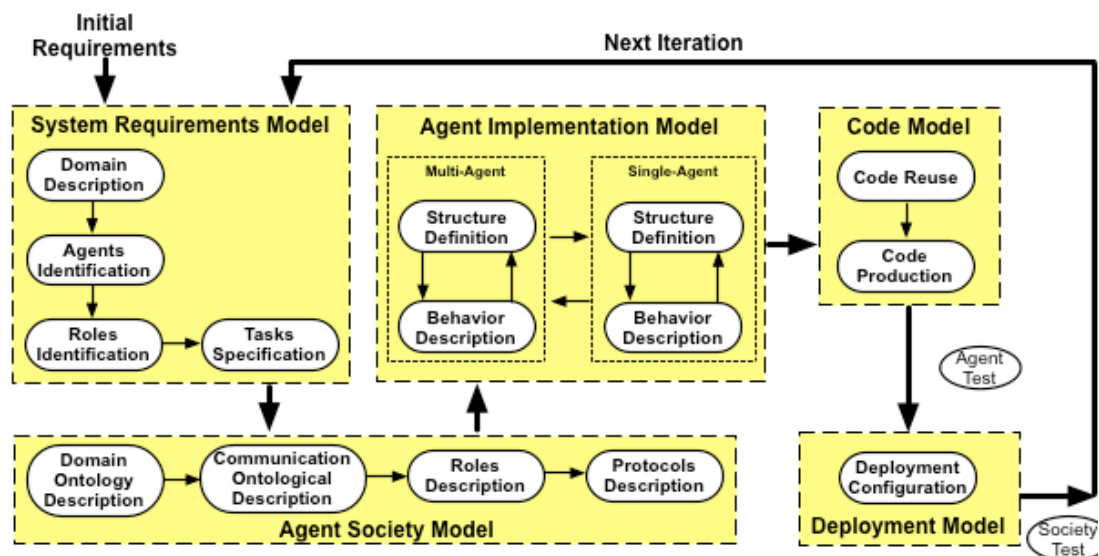 Initial
Requirements
Next Iteration
System Requirements Model
Domain
Description
Agents
Identification
Roles
Identification
Tasks
Specification
Agent Implementation Model
Multi-Agent
Structure
Definition
Behavior
Description
Single-Agent
Structure
Definition
Behavior
Description
Code Model
Code Reuse
Code
Production
Agent
Test
Domain
Ontology
Description
Communication
Ontological
Description
Roles
Description
Protocols
Description
Agent Society Model
Deployment
Configuration
Deployment Model
Society
Test